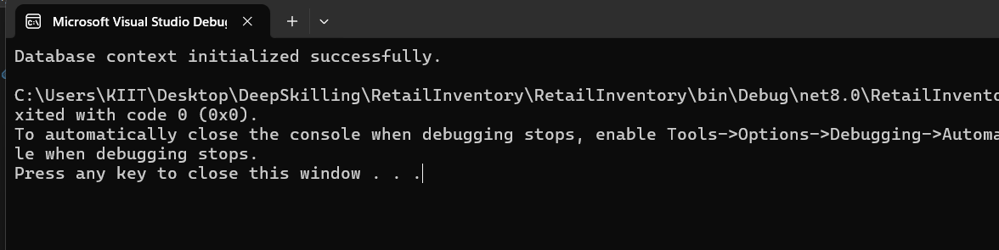 Microsoft Visual Studio Debu
Database context initialized successfully.
C:\Users\KIIT\Desktop\DeepSkilling\RetailInventory\RetailInventory\bin\Debug\net8.0\RetailInvento
xited with code 0 (0x0).
To automatically close the console when debugging stops, enable Tools->Options->Debugging->Automa
le when debugging stops.
Press any key to close this window . . .